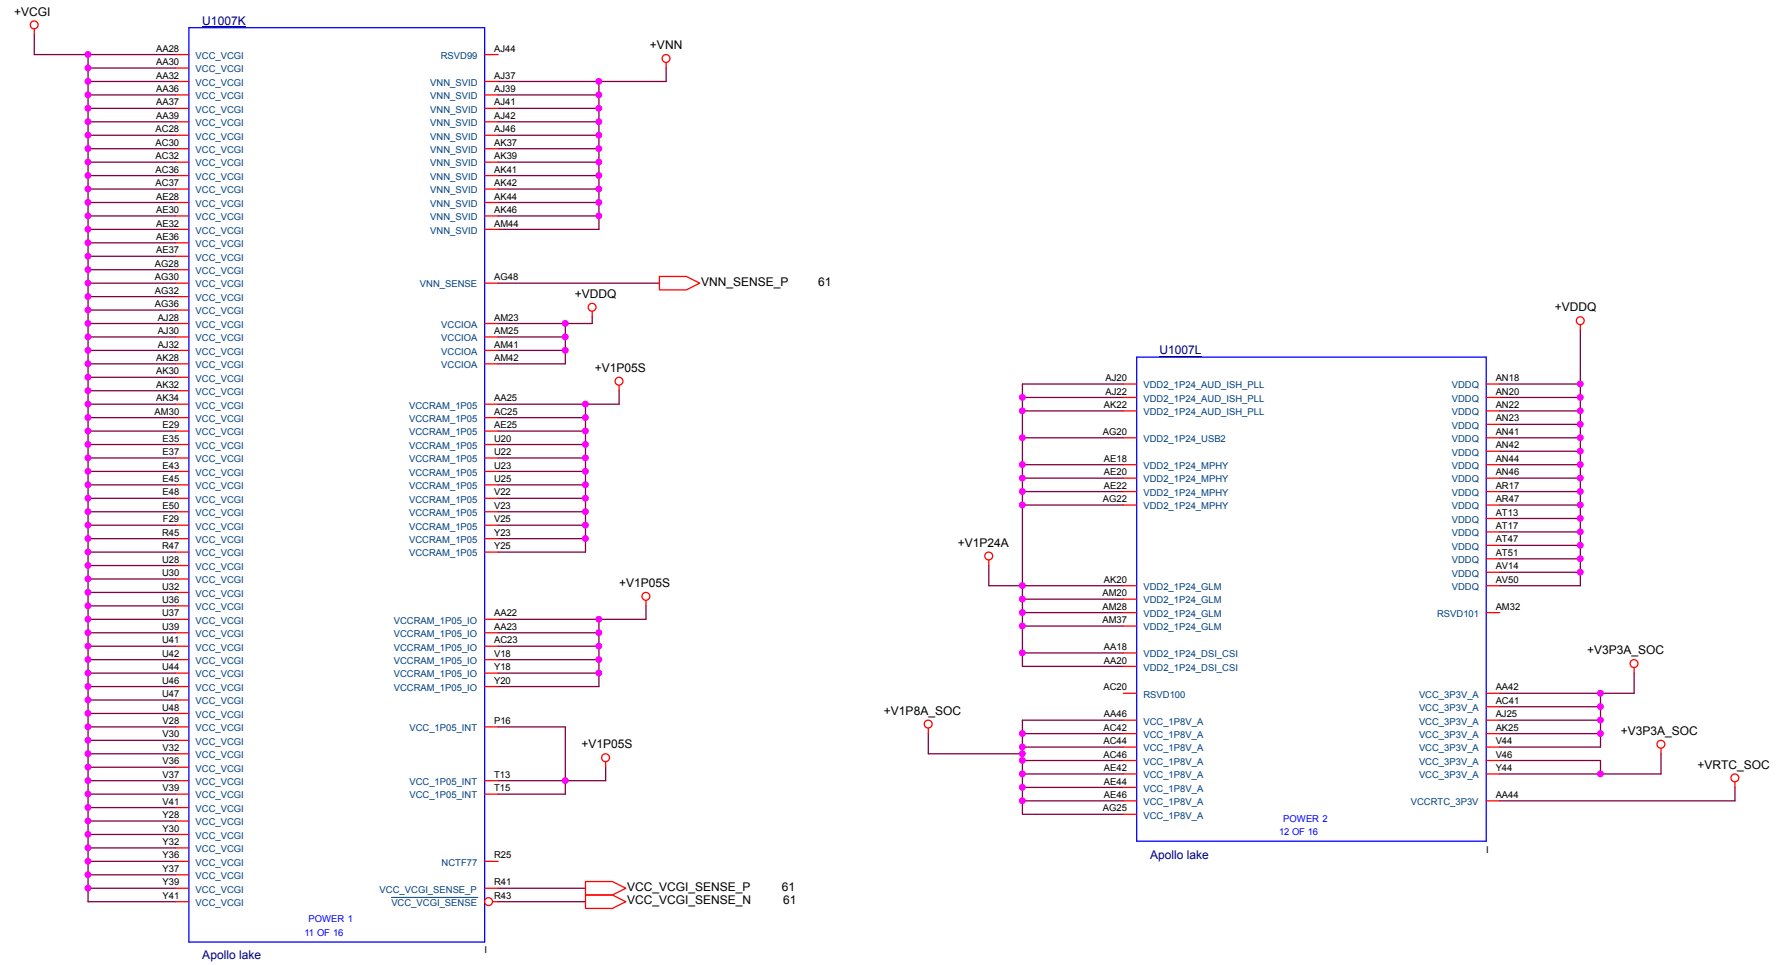 +VCGI
U1007K
AA28 VCC_VCGI
AA30 VCC_VCGI
AA32 VCC_VCGI
AA36 VCC_VCGI
AA37 VCC_VCGI
AA39 VCC_VCGI
AC28 VCC_VCGI
AC30 VCC_VCGI
AC32 VCC_VCGI
AC36 VCC_VCGI
AC37 VCC_VCGI
AE28 VCC_VCGI
AE30 VCC_VCGI
AE32 VCC_VCGI
AE36 VCC_VCGI
AE37 VCC_VCGI
AG28 VCC_VCGI
AG30 VCC_VCGI
AG32 VCC_VCGI
AG36 VCC_VCGI
AJ28 VCC_VCGI
AJ30 VCC_VCGI
AJ32 VCC_VCGI
AK28 VCC_VCGI
AK30 VCC_VCGI
AK32 VCC_VCGI
AK34 VCC_VCGI
AM30 VCC_VCGI
E29 VCC_VCGI
E35 VCC_VCGI
E37 VCC_VCGI
E43 VCC_VCGI
E45 VCC_VCGI
E48 VCC_VCGI
E50 VCC_VCGI
F29 VCC_VCGI
R45 VCC_VCGI
R47 VCC_VCGI
U28 VCC_VCGI
U30 VCC_VCGI
U32 VCC_VCGI
U36 VCC_VCGI
U37 VCC_VCGI
U39 VCC_VCGI
U41 VCC_VCGI
U42 VCC_VCGI
U44 VCC_VCGI
U46 VCC_VCGI
U47 VCC_VCGI
U48 VCC_VCGI
V28 VCC_VCGI
V30 VCC_VCGI
V32 VCC_VCGI
V36 VCC_VCGI
V37 VCC_VCGI
V39 VCC_VCGI
V41 VCC_VCGI
Y28 VCC_VCGI
Y30 VCC_VCGI
Y32 VCC_VCGI
Y36 VCC_VCGI
Y37 VCC_VCGI
Y39 VCC_VCGI
Y41 VCC_VCGI
RSVD99 AJ44
+VNN
VNN_SVID AJ37
VNN_SVID AJ39
VNN_SVID AJ41
VNN_SVID AJ42
VNN_SVID AJ46
VNN_SVID AK37
VNN_SVID AK39
VNN_SVID AK41
VNN_SVID AK42
VNN_SVID AK44
VNN_SVID AK46
VNN_SVID AM44
VNN_SENSE AG48 VNN_SENSE_P 61
+VDDQ
VCCIOA AM23
VCCIOA AM25
VCCIOA AM41
VCCIOA AM42
+V1P05S
VCCRAM_1P05 AA25
VCCRAM_1P05 AC25
VCCRAM_1P05 AE25
VCCRAM_1P05 U20
VCCRAM_1P05 U22
VCCRAM_1P05 U23
VCCRAM_1P05 U25
VCCRAM_1P05 V22
VCCRAM_1P05 V23
VCCRAM_1P05 V25
VCCRAM_1P05 Y23
VCCRAM_1P05 Y25
+V1P05S
VCCRAM_1P05_IO AA22
VCCRAM_1P05_IO AA23
VCCRAM_1P05_IO AC23
VCCRAM_1P05_IO V18
VCCRAM_1P05_IO Y18
VCCRAM_1P05_IO Y20
VCC_1P05_INT P16
+V1P05S
VCC_1P05_INT T13
VCC_1P05_INT T15
NCTF77 R25
VCC_VCGI_SENSE_P R41 VCC_VCGI_SENSE_P 61
VCC_VCGI_SENSE R43 VCC_VCGI_SENSE_N 61
POWER 1
11 OF 16
Apollo lake
U1007L
AJ20 VDD2_1P24_AUD_ISH_PLL
AJ22 VDD2_1P24_AUD_ISH_PLL
AK22 VDD2_1P24_AUD_ISH_PLL
AG20 VDD2_1P24_USB2
AE18 VDD2_1P24_MPHY
AE20 VDD2_1P24_MPHY
AE22 VDD2_1P24_MPHY
AG22 VDD2_1P24_MPHY
+V1P24A
AK20 VDD2_1P24_GLM
AM20 VDD2_1P24_GLM
AM28 VDD2_1P24_GLM
AM37 VDD2_1P24_GLM
AA18 VDD2_1P24_DSI_CSI
AA20 VDD2_1P24_DSI_CSI
AC20 RSVD100
+V1P8A_SOC
AA46 VCC_1P8V_A
AC42 VCC_1P8V_A
AC44 VCC_1P8V_A
AC46 VCC_1P8V_A
AE42 VCC_1P8V_A
AE44 VCC_1P8V_A
AE46 VCC_1P8V_A
AG25 VCC_1P8V_A
+VDDQ
VDDQ AN18
VDDQ AN20
VDDQ AN22
VDDQ AN23
VDDQ AN41
VDDQ AN42
VDDQ AN44
VDDQ AN46
VDDQ AR17
VDDQ AR47
VDDQ AT13
VDDQ AT17
VDDQ AT47
VDDQ AT51
VDDQ AV14
VDDQ AV50
RSVD101 AM32
+V3P3A_SOC
VCC_3P3V_A AA42
VCC_3P3V_A AC41
VCC_3P3V_A AJ25
VCC_3P3V_A AK25
VCC_3P3V_A V44
+V3P3A_SOC
VCC_3P3V_A V46
VCC_3P3V_A Y44
+VRTC_SOC
VCCRTC_3P3V AA44
POWER 2
12 OF 16
Apollo lake